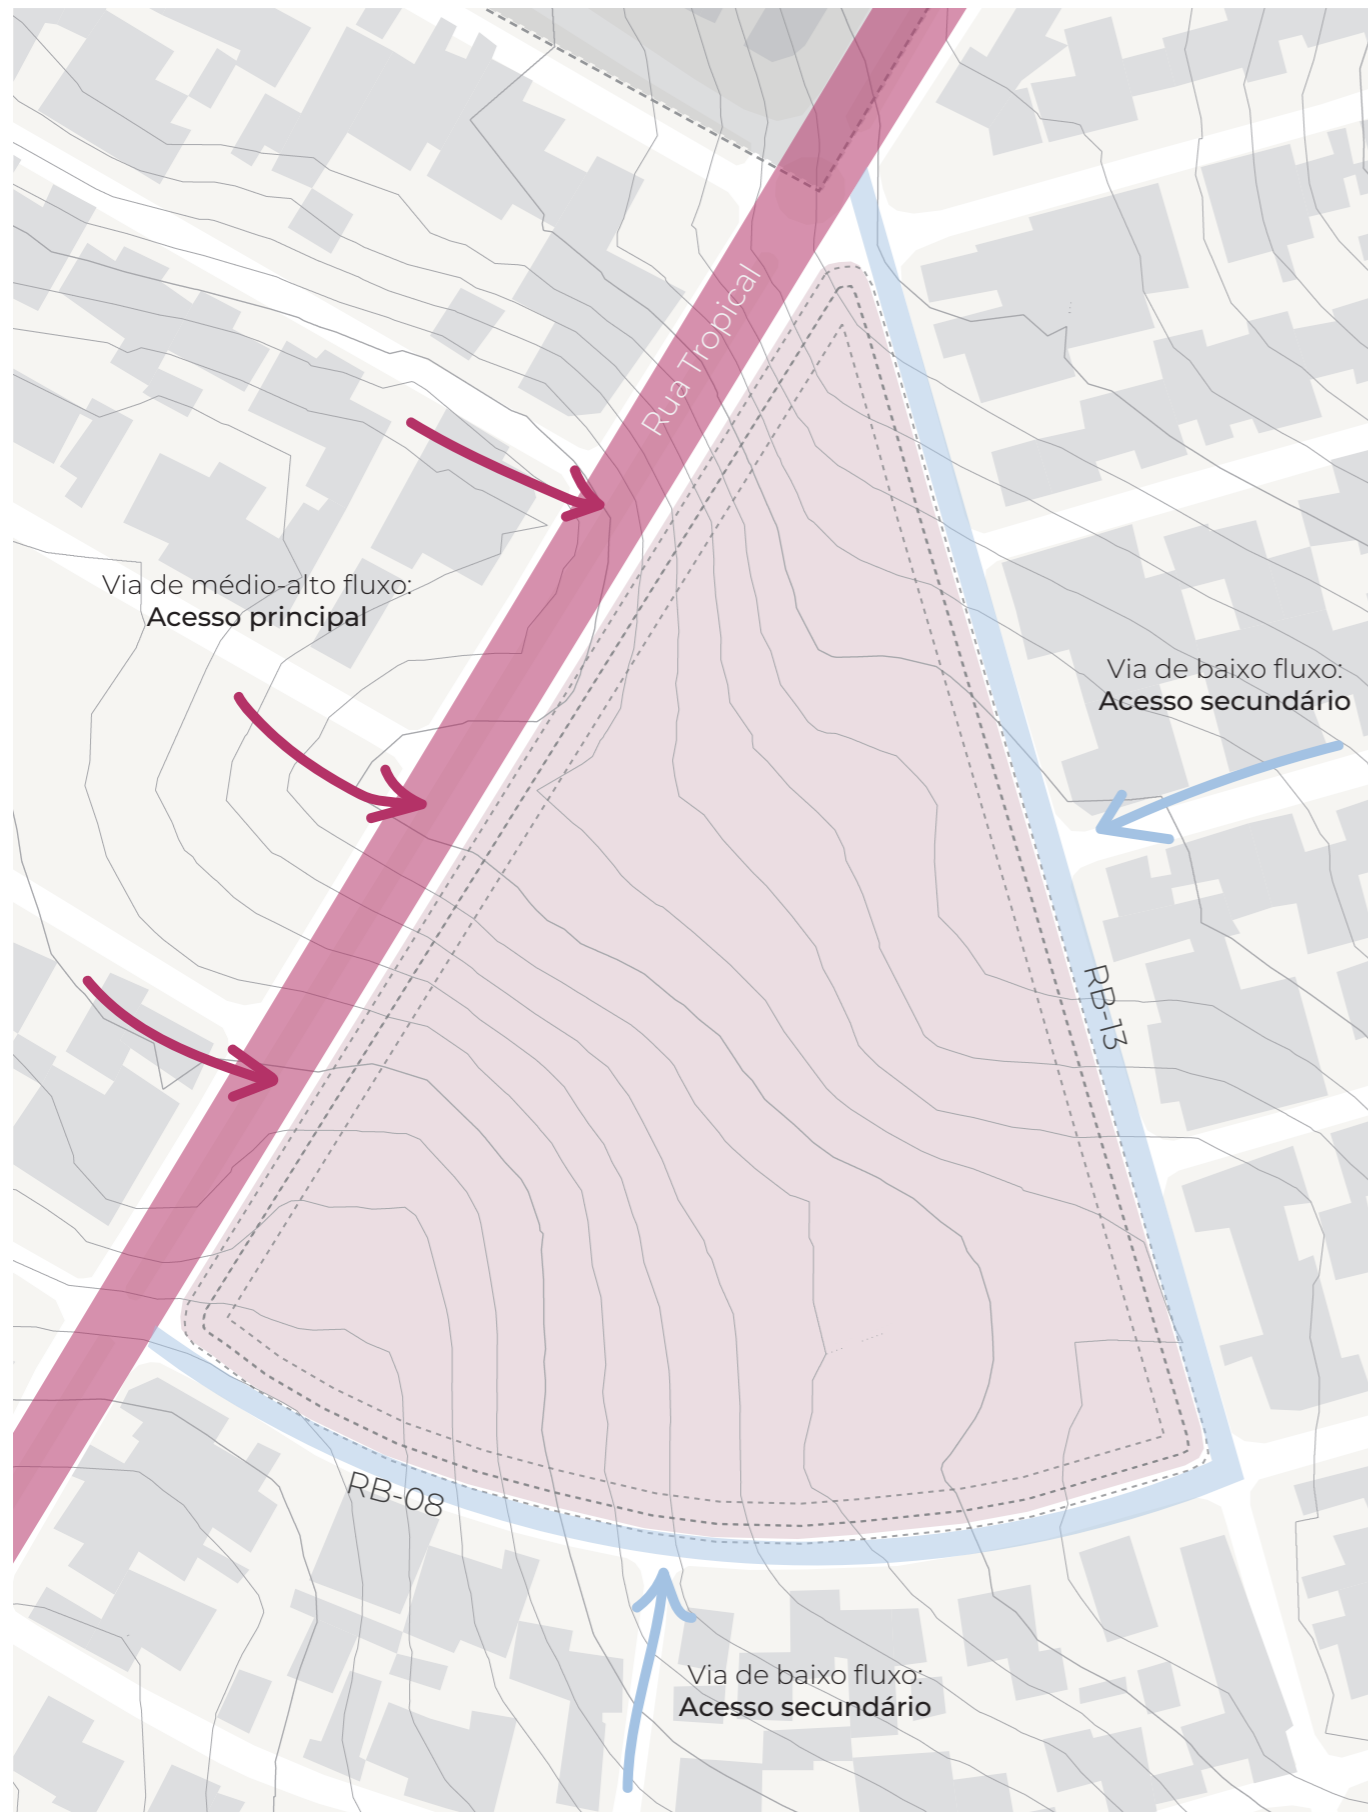 Rua Tropical
Via de médio-alto fluxo:
Acesso principal
Via de baixo fluxo:
Acesso secundário
RB-13
RB-08
Via de baixo fluxo:
Acesso secundário